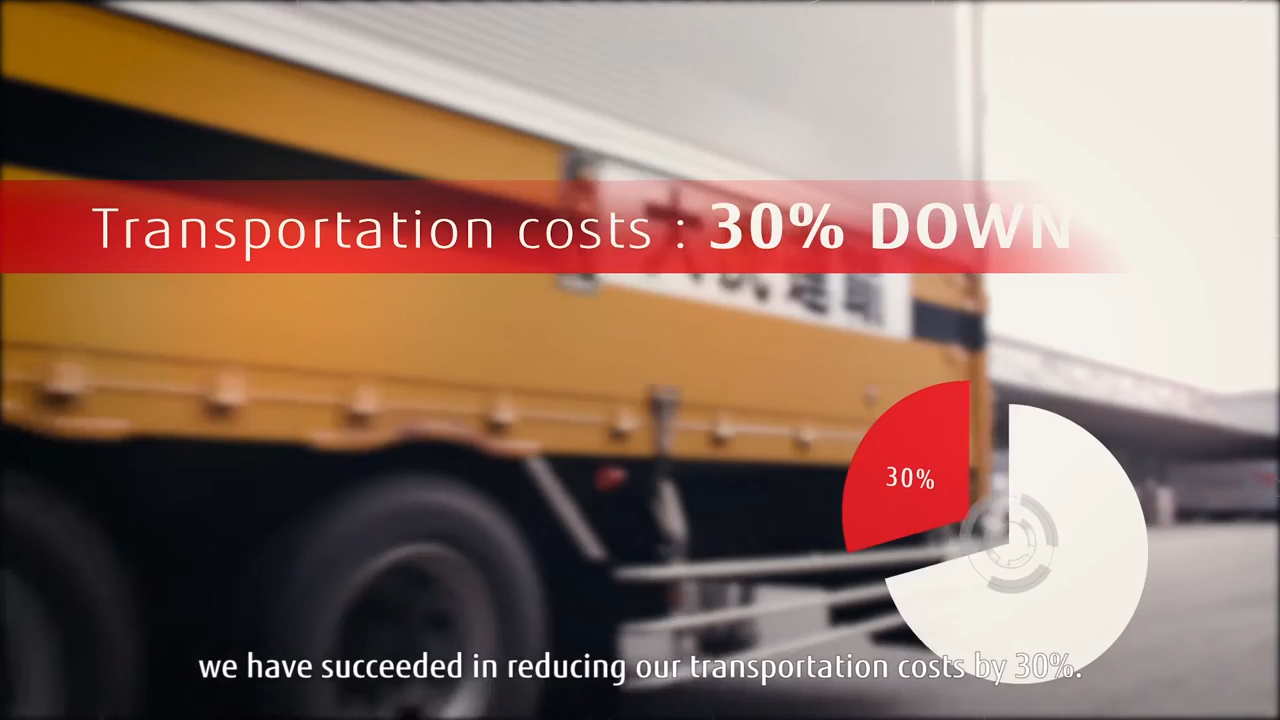 Transportation costs : 30% DOWN
30%
we have succeeded in reducing our transportation costs by 30%.